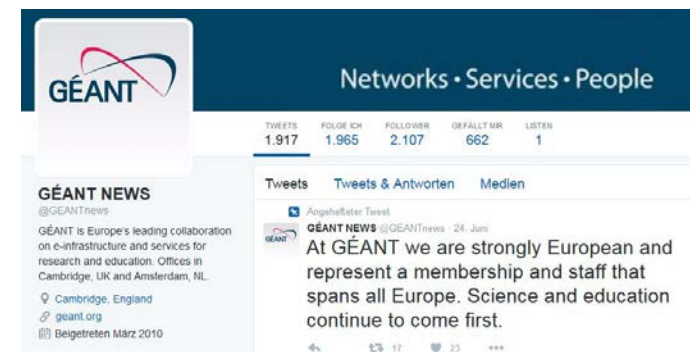 GÉANT
Networks • Services • People
TWEETS FOLGE ICH FOLLOWER GEFÄLLT MIR LISTEN
1.917 1.965 2.107 662 1
GÉANT NEWS
@GEANTnews
GÉANT is Europe's leading collaboration
on e-infrastructure and services for
research and education. Offices in
Cambridge, UK and Amsterdam, NL.
Cambridge, England
geant.org
Beigetreten März 2010
Tweets Tweets & Antworten Medien
Angehefteter Tweet
GÉANT NEWS @GEANTnews · 24. Juni
GÉANT
At GÉANT we are strongly European and
represent a membership and staff that
spans all Europe. Science and education
continue to come first.
17 23